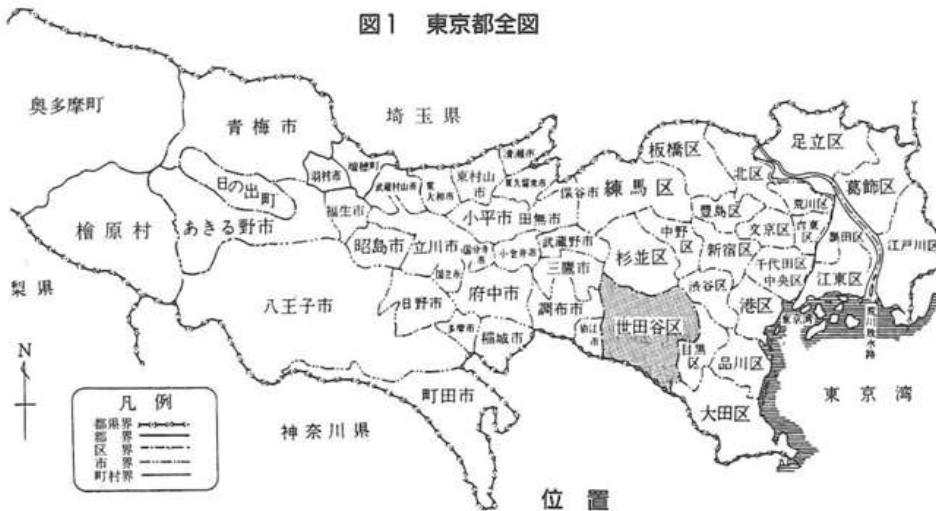 図1 東京都全図
奥多摩町
青梅市
埼玉県
清瀬市
板橋区
足立区
日の出町
羽村市
瑞穂町
武蔵村山市
東大和市
東村山市
東久留米市
保谷市
練馬区
北区
葛飾区
檜原村
あきる野市
福生市
小平市
田無市
豊島区
荒川区
昭島市
立川市
国分寺市
小金井市
武蔵野市
杉並区
中野区
新宿区
文京区
台東区
墨田区
江戸川区
梨県
八王子市
国立市
日野市
府中市
三鷹市
調布市
狛江市
世田谷区
渋谷区
千代田区
中央区
港区
江東区
多摩市
稲城市
目黒区
品川区
東京湾
荒川放水路
N
町田市
大田区
東京湾
神奈川県
凡例
都県界
郡界
区界
市界
町村界
位置